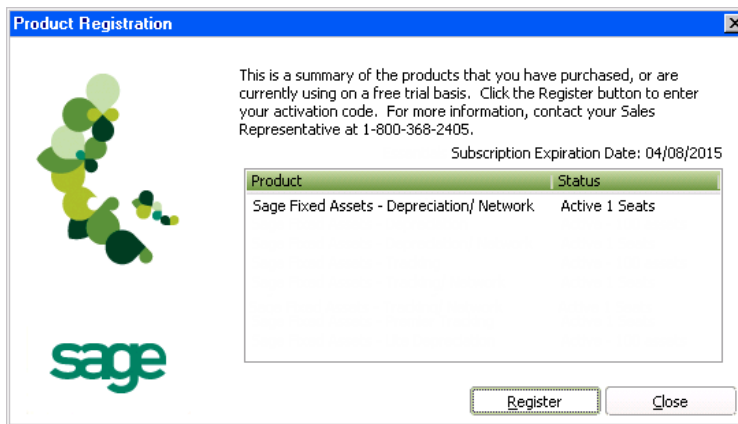 Product Registration
This is a summary of the products that you have purchased, or are
currently using on a free trial basis. Click the Register button to enter
your activation code. For more information, contact your Sales
Representative at 1-800-368-2405.
Subscription Expiration Date: 04/08/2015
Product Status
Sage Fixed Assets - Depreciation/ Network Active 1 Seats
sage
Register Close